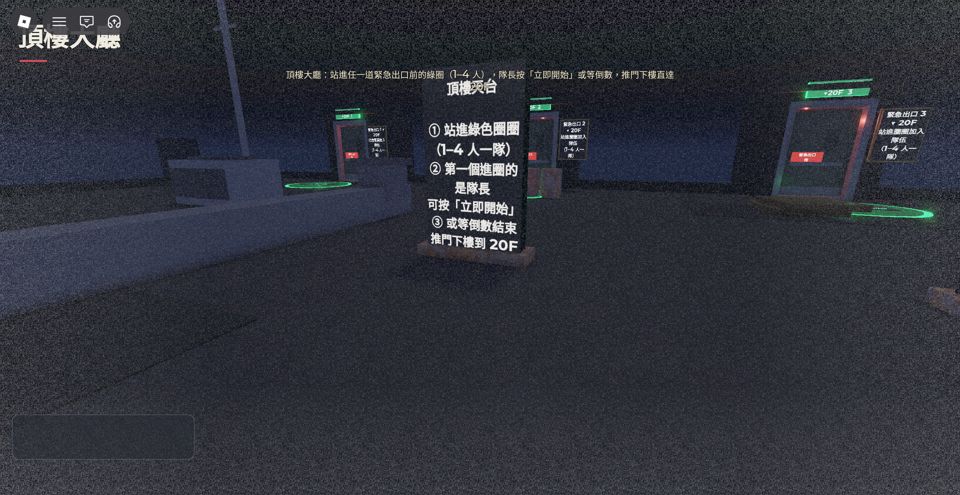 頂樓大廳
頂樓大廳：站進任一道緊急出口前的綠圈（1–4 人），隊長按「立即開始」或等倒數，推門下樓直達
頂樓天台
① 站進綠色圈圈
（1–4 人一隊）
② 第一個進圈的
是隊長
可按「立即開始」
③ 或等倒數結束
推門下樓到 20F
緊急出口 2
▼ 20F
站進圈圈加入
隊伍
（1–4 人一
隊）
20F 3
緊急出口
緊急出口 3
▼ 20F
站進圈圈加入
隊伍
（1–4 人一
隊）